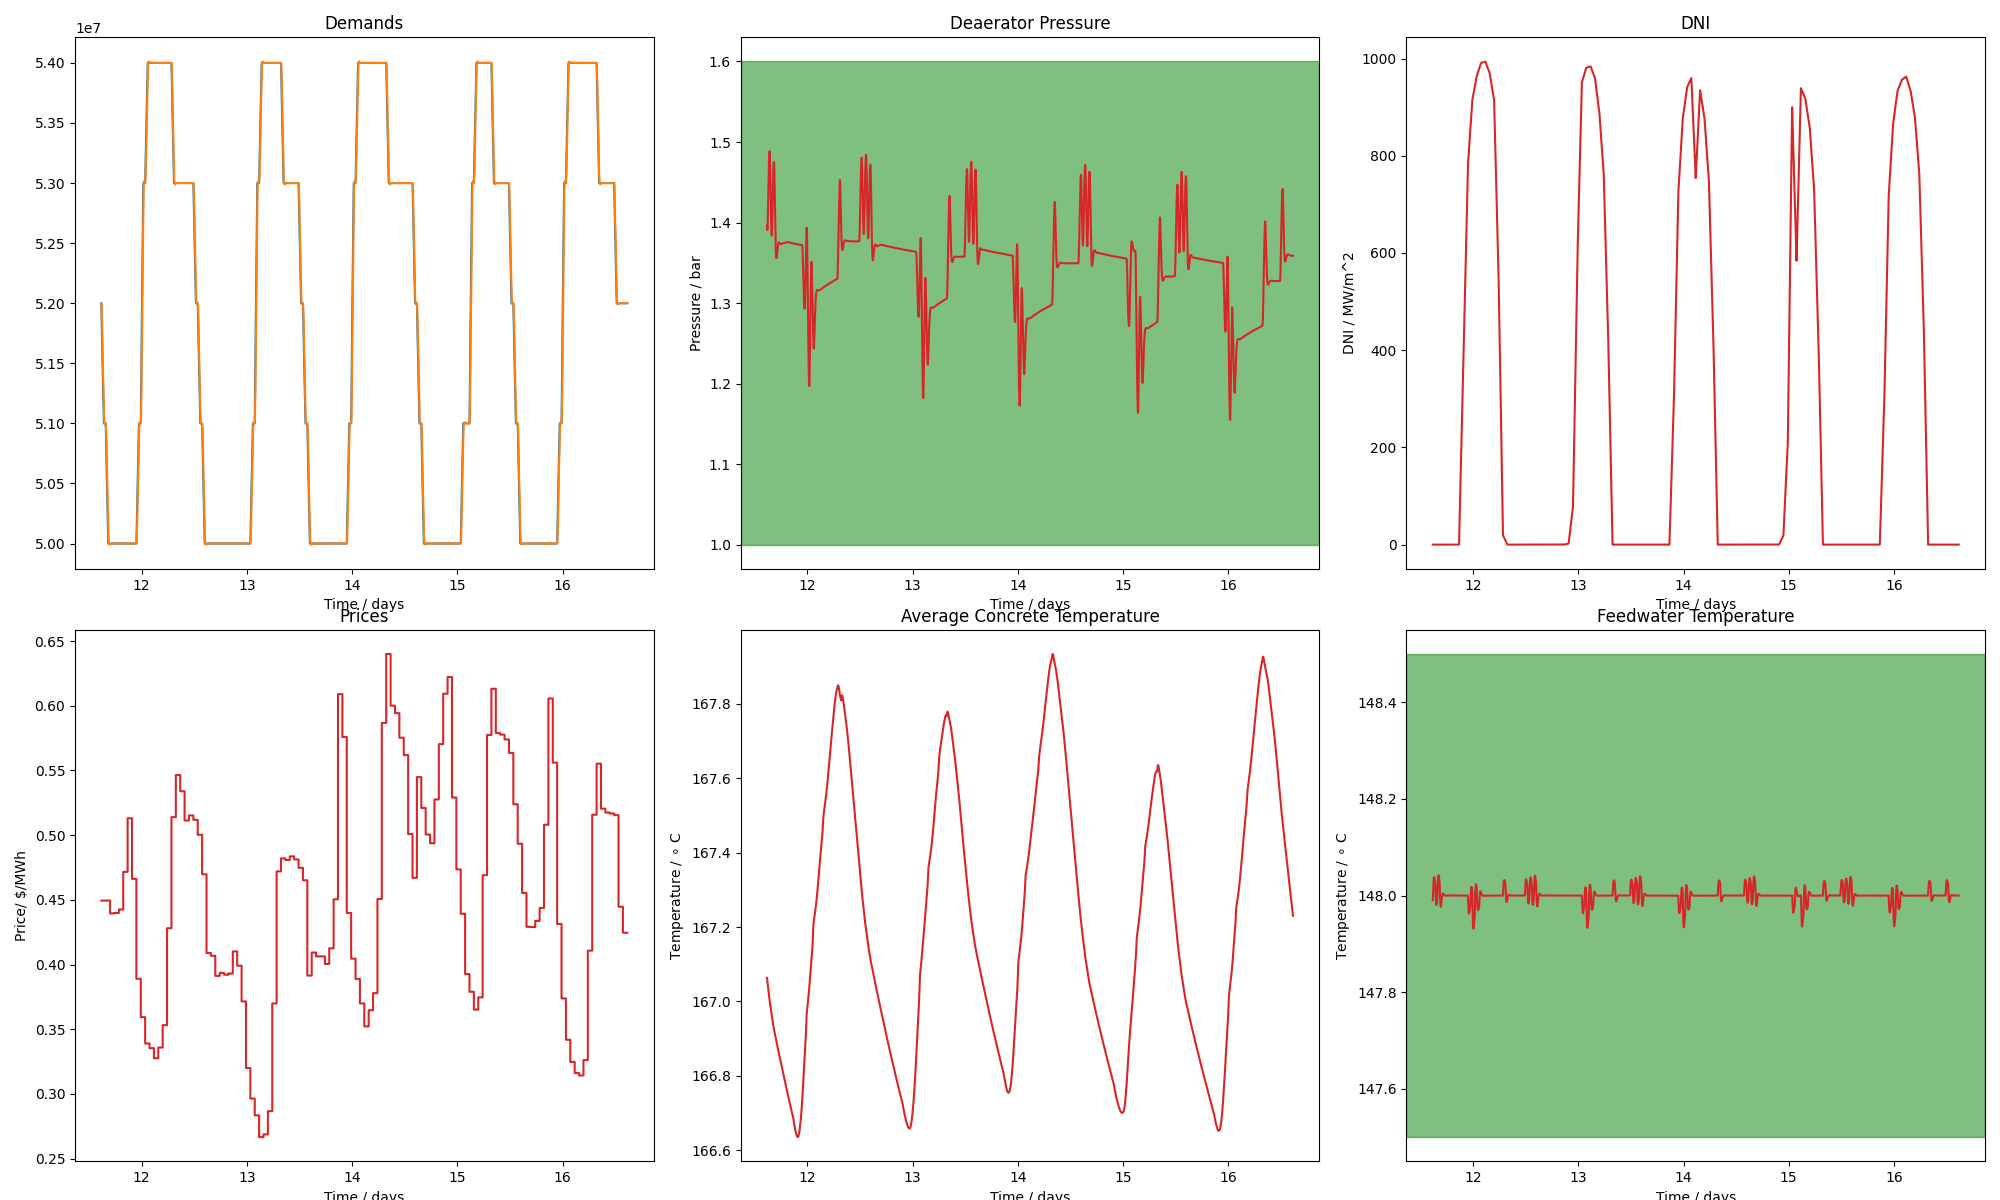 Demands
1e7
5.40
5.35
5.30
5.25
5.20
5.15
5.10
5.05
5.00
12 13 14 15 16
Time / days
Deaerator Pressure
Pressure / bar
1.6
1.5
1.4
1.3
1.2
1.1
1.0
12 13 14 15 16
Time / days
DNI
DNI / MW/m^2
1000
800
600
400
200
0
12 13 14 15 16
Time / days
Prices
Price/ $/MWh
0.65
0.60
0.55
0.50
0.45
0.40
0.35
0.30
0.25
12 13 14 15 16
Time / days
Average Concrete Temperature
Temperature / ∘ C
167.8
167.6
167.4
167.2
167.0
166.8
166.6
12 13 14 15 16
Time / days
Feedwater Temperature
Temperature / ∘ C
148.4
148.2
148.0
147.8
147.6
12 13 14 15 16
Time / days